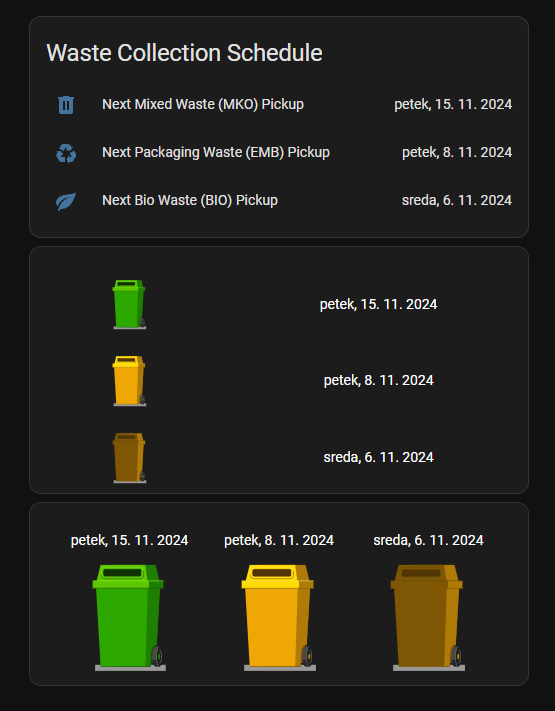 Waste Collection Schedule
Next Mixed Waste (MKO) Pickup petek, 15. 11. 2024
Next Packaging Waste (EMB) Pickup petek, 8. 11. 2024
Next Bio Waste (BIO) Pickup sreda, 6. 11. 2024
petek, 15. 11. 2024
petek, 8. 11. 2024
sreda, 6. 11. 2024
petek, 15. 11. 2024 petek, 8. 11. 2024 sreda, 6. 11. 2024